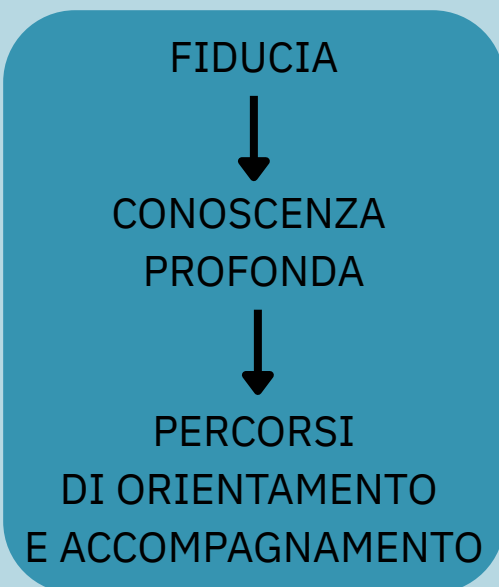 FIDUCIA
CONOSCENZA
PROFONDA
PERCORSI
DI ORIENTAMENTO
E ACCOMPAGNAMENTO